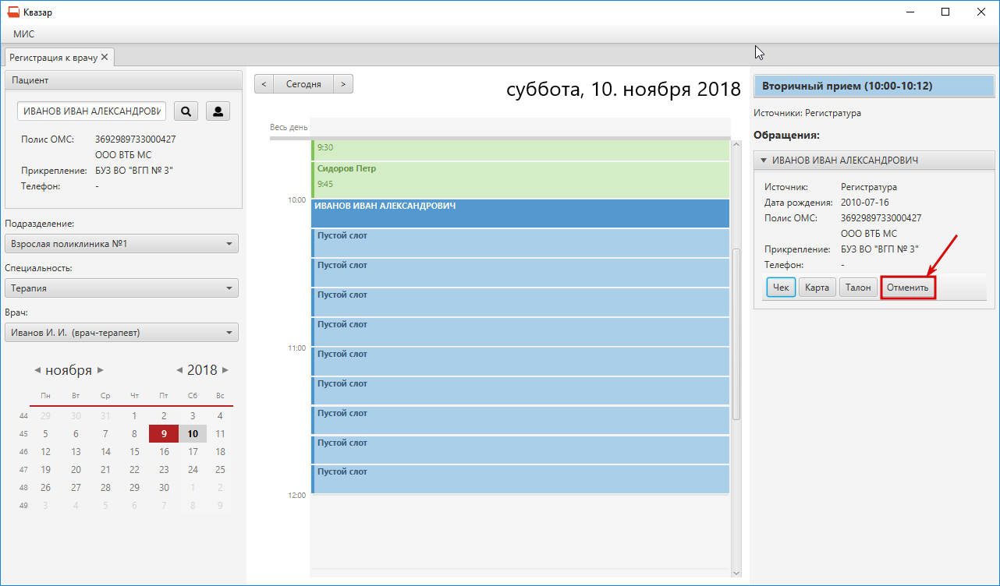 Квазар
МИС
Регистрация к врачу
Пациент
ИВАНОВ ИВАН АЛЕКСАНДРОВИ
Полис ОМС: 3692989733000427
ООО ВТБ МС
Прикрепление: БУЗ ВО "ВГП № 3"
Телефон: -
Подразделение:
Взрослая поликлиника №1
Специальность:
Терапия
Врач:
Иванов И. И. (врач-терапевт)
ноября 2018
Пн Вт Ср Чт Пт Сб Вс
44 29 30 31 1 2 3 4
45 5 6 7 8 9 10 11
46 12 13 14 15 16 17 18
47 19 20 21 22 23 24 25
48 26 27 28 29 30 1 2
49 3 4 5 6 7 8 9
< Сегодня >
суббота, 10. ноября 2018
Весь день
9:30
Сидоров Петр
9:45
10:00
ИВАНОВ ИВАН АЛЕКСАНДРОВИЧ
Пустой слот
Пустой слот
Пустой слот
Пустой слот
11:00
Пустой слот
Пустой слот
Пустой слот
Пустой слот
Пустой слот
12:00
Вторичный прием (10:00-10:12)
Источники: Регистратура
Обращения:
ИВАНОВ ИВАН АЛЕКСАНДРОВИЧ
Источник: Регистратура
Дата рождения: 2010-07-16
Полис ОМС: 3692989733000427
ООО ВТБ МС
Прикрепление: БУЗ ВО "ВГП № 3"
Телефон: -
Чек Карта Талон Отменить